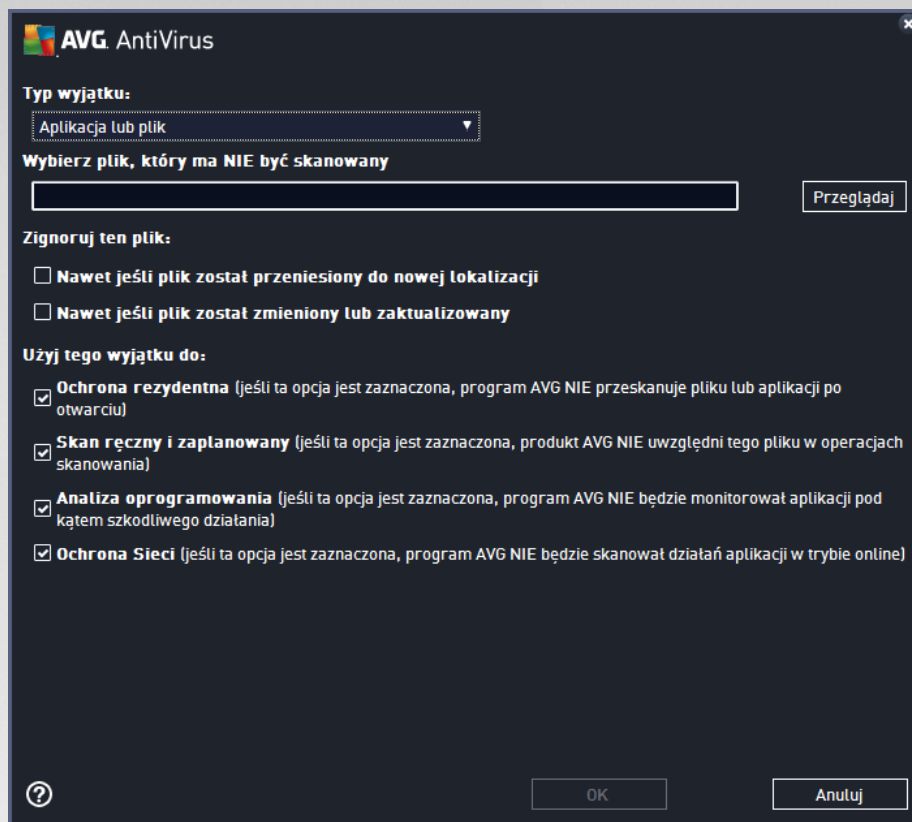 AVG. AntiVirus
Typ wyjątku:
Aplikacja lub plik
Wybierz plik, który ma NIE być skanowany
Przeglądaj
Zignoruj ten plik:
Nawet jeśli plik został przeniesiony do nowej lokalizacji
Nawet jeśli plik został zmieniony lub zaktualizowany
Użyj tego wyjątku do:
Ochrona rezydentna (jeśli ta opcja jest zaznaczona, program AVG NIE przeskanuje pliku lub aplikacji po
otwarciu)
Skan ręczny i zaplanowany (jeśli ta opcja jest zaznaczona, produkt AVG NIE uwzględni tego pliku w operacjach
skanowania)
Analiza oprogramowania (jeśli ta opcja jest zaznaczona, program AVG NIE będzie monitorował aplikacji pod
kątem szkodliwego działania)
Ochrona Sieci (jeśli ta opcja jest zaznaczona, program AVG NIE będzie skanował działań aplikacji w trybie online)
?
OK
Anuluj